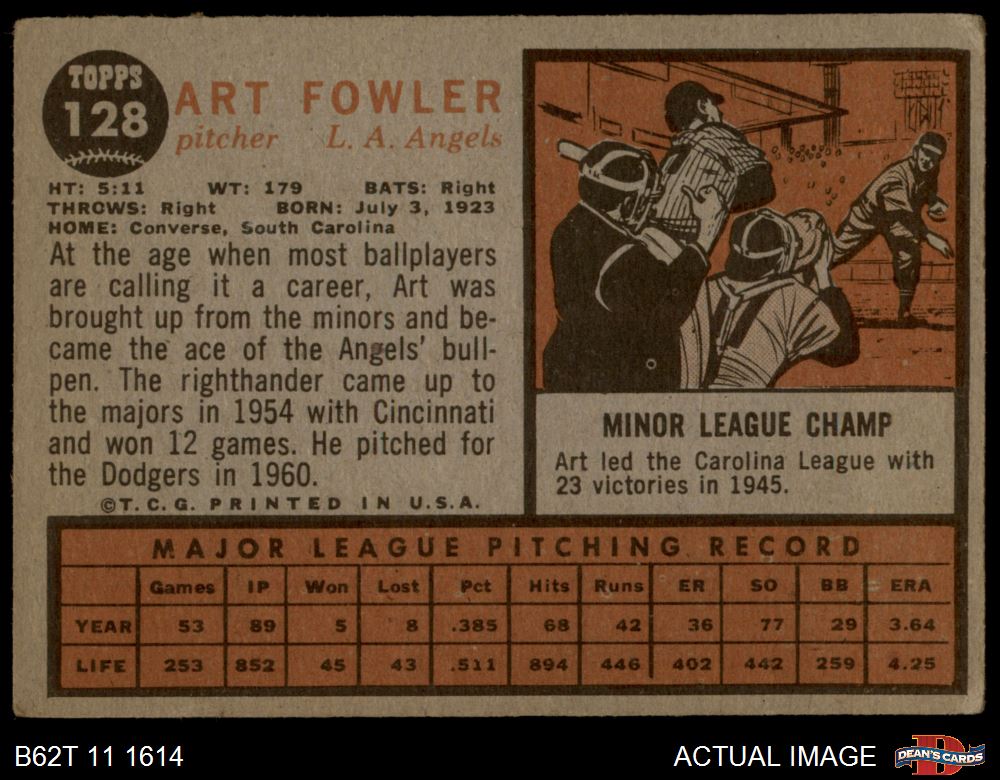 TOPPS
128
ART FOWLER
pitcher L. A. Angels
HT: 5:11 WT: 179 BATS: Right
THROWS: Right BORN: July 3, 1923
HOME: Converse, South Carolina
At the age when most ballplayers
are calling it a career, Art was
brought up from the minors and be-
came the ace of the Angels' bull-
pen. The righthander came up to
the majors in 1954 with Cincinnati
and won 12 games. He pitched for
the Dodgers in 1960.
©T.C.G. PRINTED IN U.S.A.
MINOR LEAGUE CHAMP
Art led the Carolina League with
23 victories in 1945.
MAJOR LEAGUE PITCHING RECORD
Games IP Won Lost Pct Hits Runs ER SO BB ERA
YEAR 53 89 5 8 .385 68 42 36 77 29 3.64
LIFE 253 852 45 43 .511 894 446 402 442 259 4.25
B62T 11 1614
ACTUAL IMAGE
D
DEAN'S CARDS